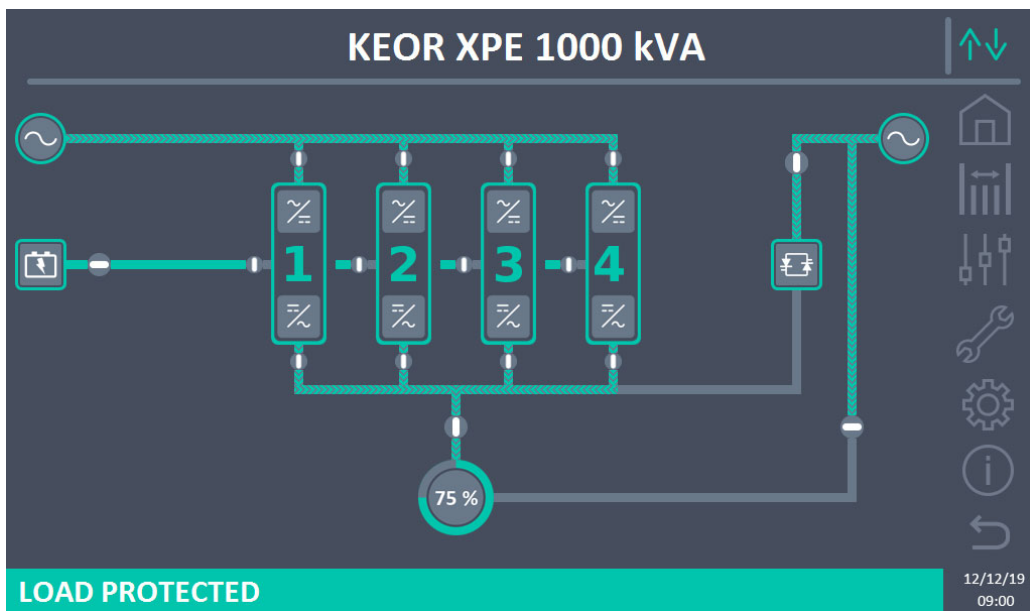 KEOR XPE 1000 kVA
1 2 3 4
75 %
LOAD PROTECTED
12/12/19
09:00